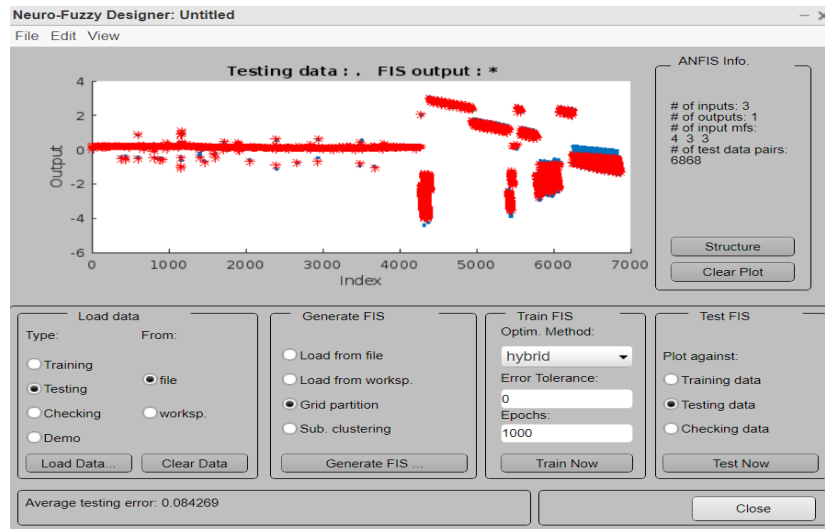 Neuro-Fuzzy Designer: Untitled
File Edit View
Testing data : . FIS output : *
Output
4
2
0
-2
-4
-6
0 1000 2000 3000 4000 5000 6000 7000
Index
ANFIS Info.
# of inputs: 3
# of outputs: 1
# of input mfs:
4 3 3
# of test data pairs:
6868
Structure
Clear Plot
Load data
Type: From:
Training
Testing
Checking
Demo
file
worksp.
Load Data... Clear Data
Generate FIS
Load from file
Load from worksp.
Grid partition
Sub. clustering
Generate FIS ...
Train FIS
Optim. Method:
hybrid
Error Tolerance:
0
Epochs:
1000
Train Now
Test FIS
Plot against:
Training data
Testing data
Checking data
Test Now
Average testing error: 0.084269
Close